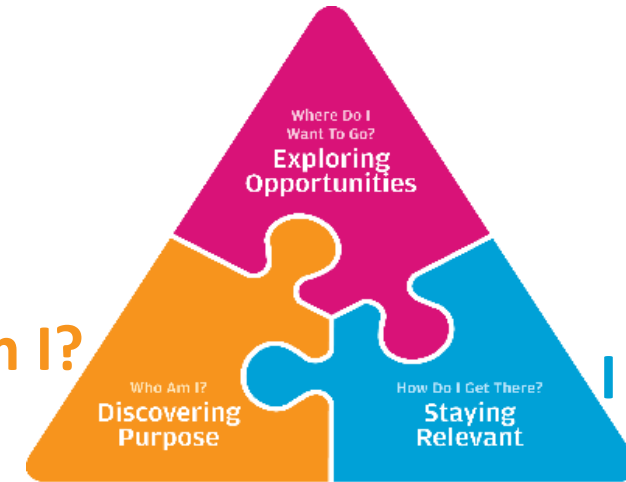 Where Do I
Want To Go?
Exploring
Opportunities
I?
Who Am I?
Discovering
Purpose
How Do I Get There?
Staying
Relevant